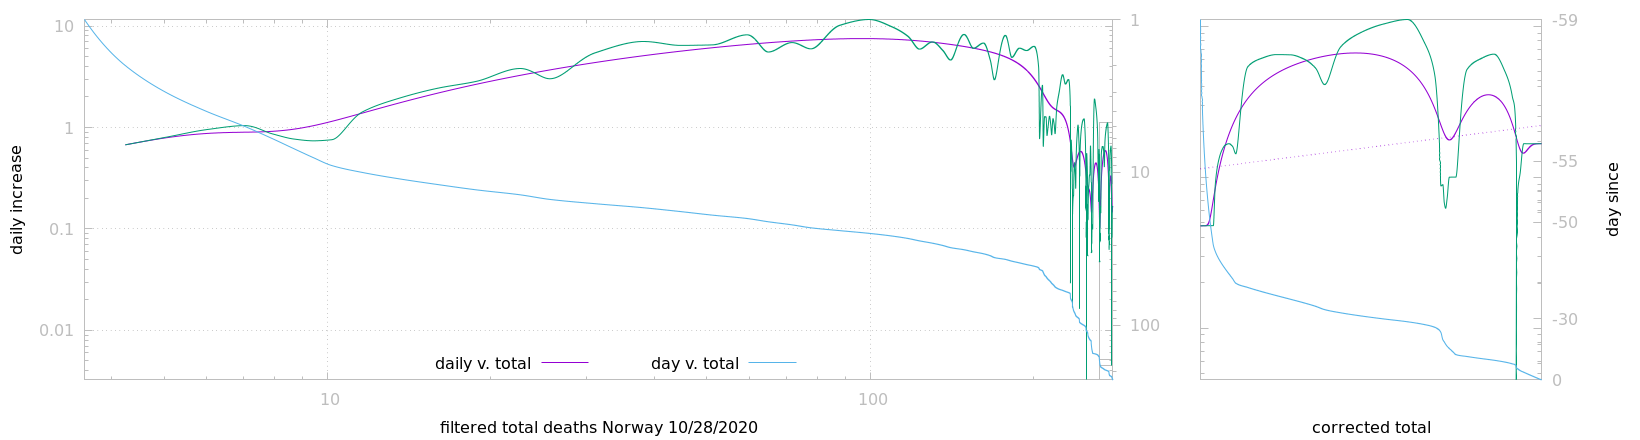 10
1
0.1
0.01
daily increase
daily v. total
day v. total
10
100
filtered total deaths Norway 10/28/2020
1
10
100
-59
-55
-50
-30
0
day since
corrected total